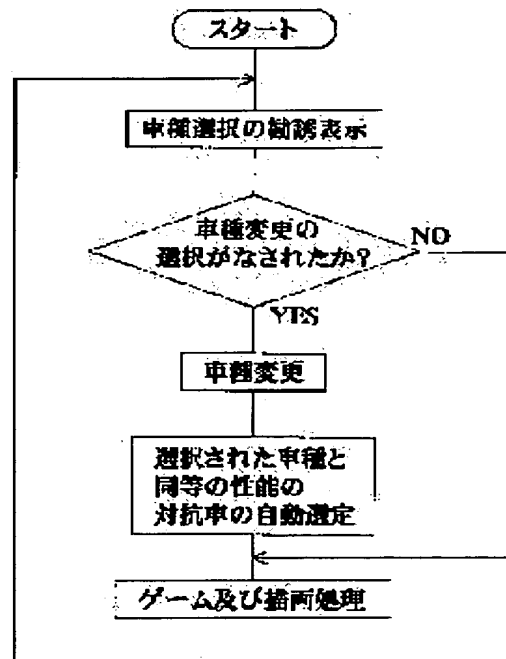 スタート
車種選択の勧誘表示
車種変更の
選択がなされたか?
NO
YES
車種変更
選択された車種と
同等の性能の
対抗車の自動選定
ゲーム及び描画処理